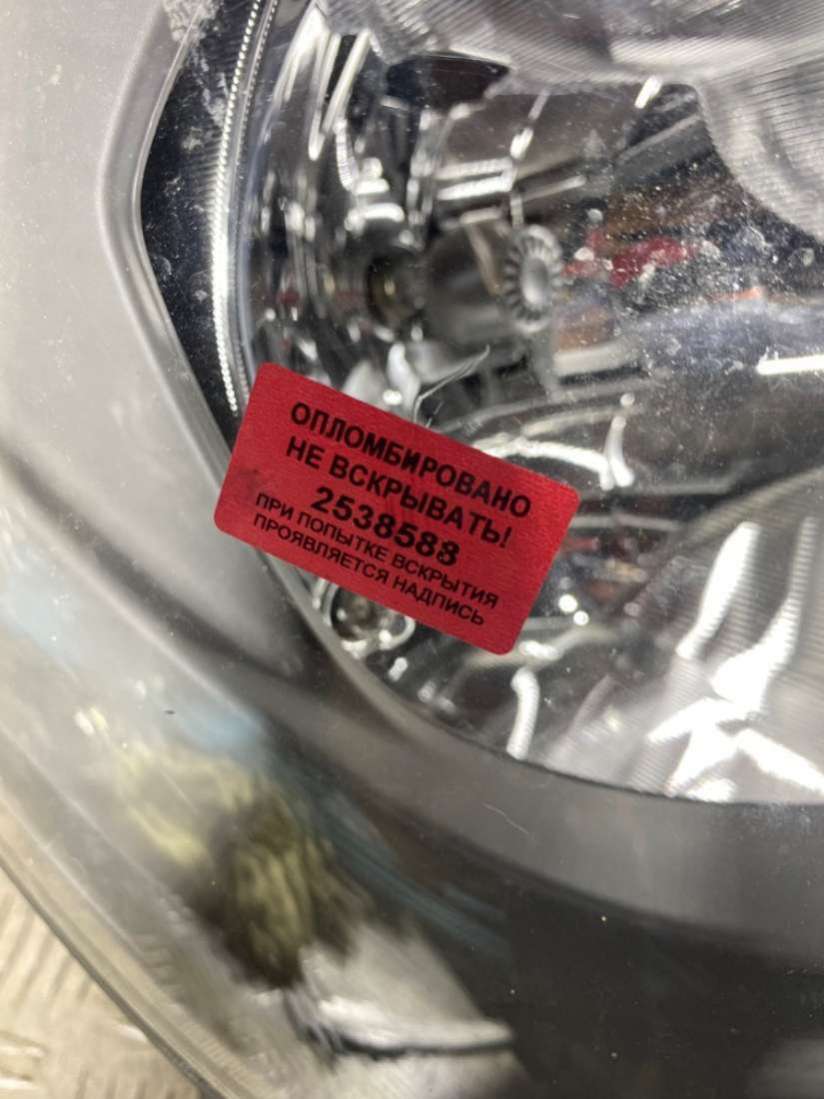 ОПЛОМБИРОВАНО
НЕ ВСКРЫВАТЬ!
2538588
ПРИ ПОПЫТКЕ ВСКРЫТИЯ
ПРОЯВЛЯЕТСЯ НАДПИСЬ